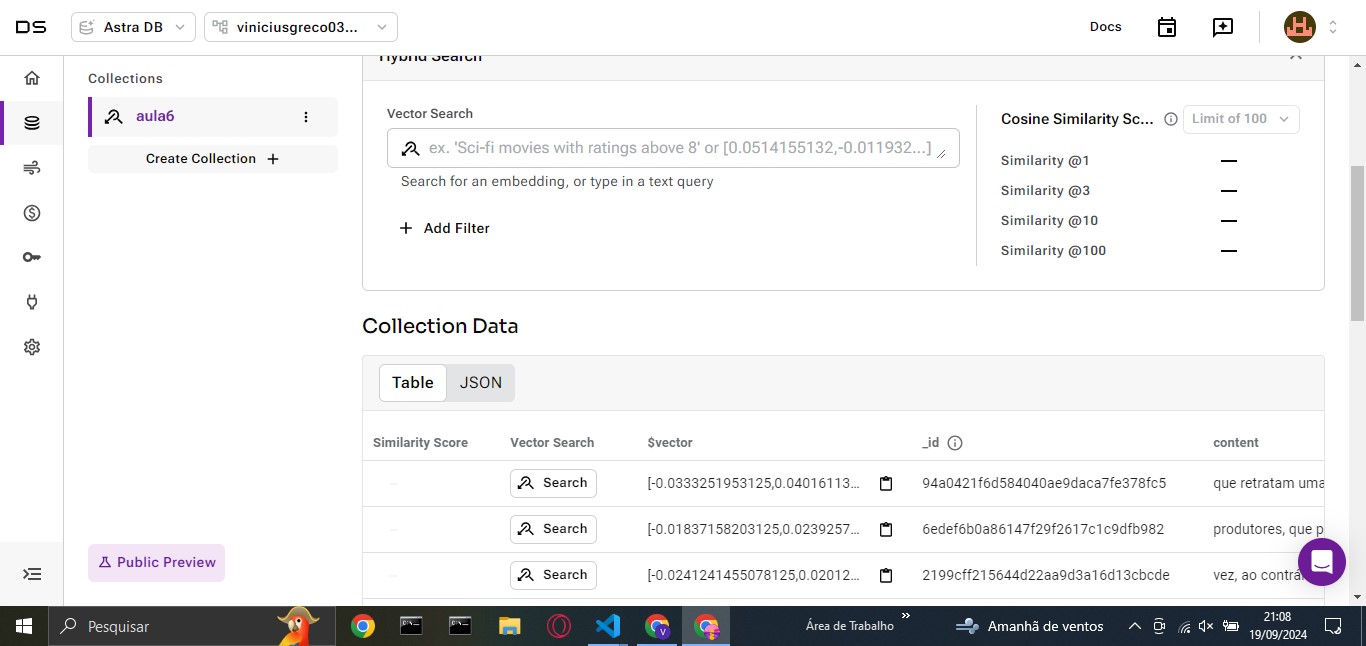 DS
Astra DB
viniciusgreco03...
Docs
Collections
aula6
Create Collection +
Public Preview
Hybrid Search
Vector Search
ex. 'Sci-fi movies with ratings above 8' or [0.0514155132,-0.011932...]
Search for an embedding, or type in a text query
+ Add Filter
Cosine Similarity Sc...
Limit of 100
Similarity @1 —
Similarity @3 —
Similarity @10 —
Similarity @100 —
Collection Data
Table JSON
Similarity Score Vector Search $vector _id content
Search [-0.0333251953125,0.04016113... 94a0421f6d584040ae9daca7fe378fc5 que retratam uma
Search [-0.01837158203125,0.0239257... 6edef6b0a86147f29f2617c1c9dfb982 produtores, que p
Search [-0.0241241455078125,0.02012... 2199cff215644d22aa9d3a16d13cbcde vez, ao contrá
Pesquisar
Área de Trabalho
»
Amanhã de ventos
21:08
19/09/2024